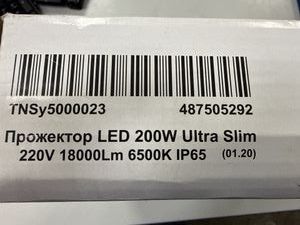 TNSy5000023 487505292
Прожектор LED 200W Ultra Slim
220V 18000Lm 6500K IP65 (01.20)